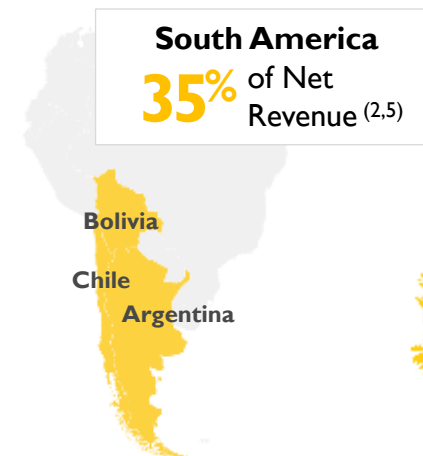 South America
35% of Net
Revenue (2,5)
Bolivia
Chile
Argentina